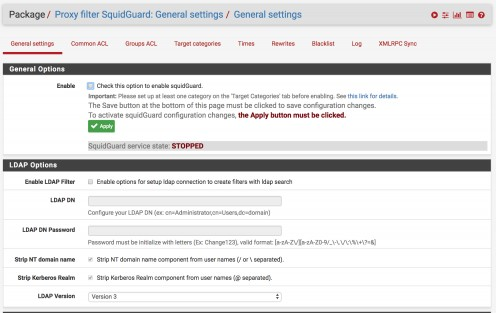 Package / Proxy filter SquidGuard: General settings / General settings
General settings Common ACL Groups ACL Target categories Times Rewrites Blacklist Log XMLRPC Sync
General Options
Enable Check this option to enable squidGuard.
Important: Please set up at least one category on the 'Target Categories' tab before enabling. See this link for details.
The Save button at the bottom of this page must be clicked to save configuration changes.
To activate squidGuard configuration changes, the Apply button must be clicked.
Apply
SquidGuard service state: STOPPED
LDAP Options
Enable LDAP Filter Enable options for setup ldap connection to create filters with ldap search
LDAP DN
Configure your LDAP DN (ex: cn=Administrator,cn=Users,dc=domain)
LDAP DN Password
Password must be initialize with letters (Ex: Change123), valid format:
Strip NT domain name Strip NT domain name component from user names (/ or \ separated).
Strip Kerberos Realm Strip Kerberos Realm component from user names (@ separated).
LDAP Version Version 3